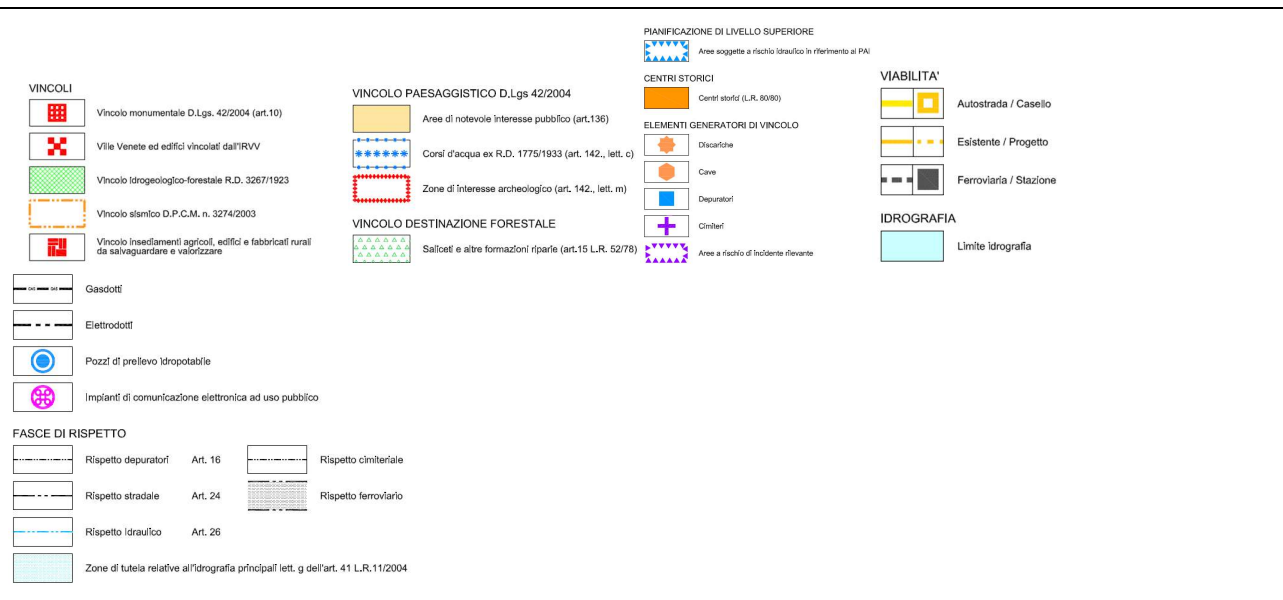 VINCOLI
Vincolo monumentale D.Lgs. 42/2004 (art.10)
Ville Venete ed edifici vincolati dall'IRVV
Vincolo idrogeologico-forestale R.D. 3267/1923
Vincolo sismico D.P.C.M. n. 3274/2003
Vincolo insediamenti agricoli, edifici e fabbricati rurali
da salvaguardare e valorizzare
VINCOLO PAESAGGISTICO D.Lgs 42/2004
Aree di notevole interesse pubblico (art.136)
Corsi d'acqua ex R.D. 1775/1933 (art. 142., lett. c)
Zone di interesse archeologico (art. 142., lett. m)
VINCOLO DESTINAZIONE FORESTALE
Saliceti e altre formazioni riparie (art.15 L.R. 52/78)
PIANIFICAZIONE DI LIVELLO SUPERIORE
Aree soggette a rischio idraulico in riferimento al PAI
CENTRI STORICI
Centri storici (L.R. 80/80)
ELEMENTI GENERATORI DI VINCOLO
Discariche
Cave
Depuratori
Cimiteri
Aree a rischio di incidente rilevante
VIABILITA'
Autostrada / Casello
Esistente / Progetto
Ferroviaria / Stazione
IDROGRAFIA
Limite idrografia
GAS GAS
Gasdotti
Elettrodotti
Pozzi di prelievo idropotabile
Impianti di comunicazione elettronica ad uso pubblico
FASCE DI RISPETTO
Rispetto depuratori Art. 16
Rispetto cimiteriale
Rispetto stradale Art. 24
Rispetto ferroviario
Rispetto Idraulico Art. 26
Zone di tutela relative all'idrografia principali lett. g dell'art. 41 L.R.11/2004